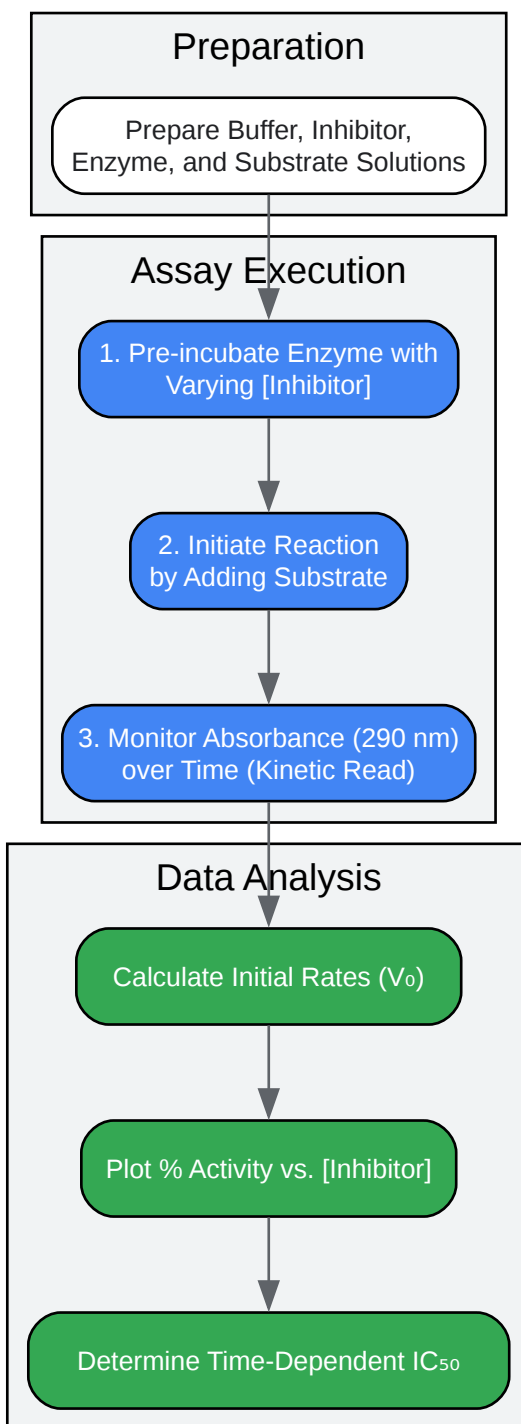 Preparation
Prepare Buffer, Inhibitor,
Enzyme, and Substrate Solutions
Assay Execution
1. Pre-incubate Enzyme with
Varying [Inhibitor]
2. Initiate Reaction
by Adding Substrate
3. Monitor Absorbance (290 nm)
over Time (Kinetic Read)
Data Analysis
Calculate Initial Rates (V₀)
Plot % Activity vs. [Inhibitor]
Determine Time-Dependent IC₅₀